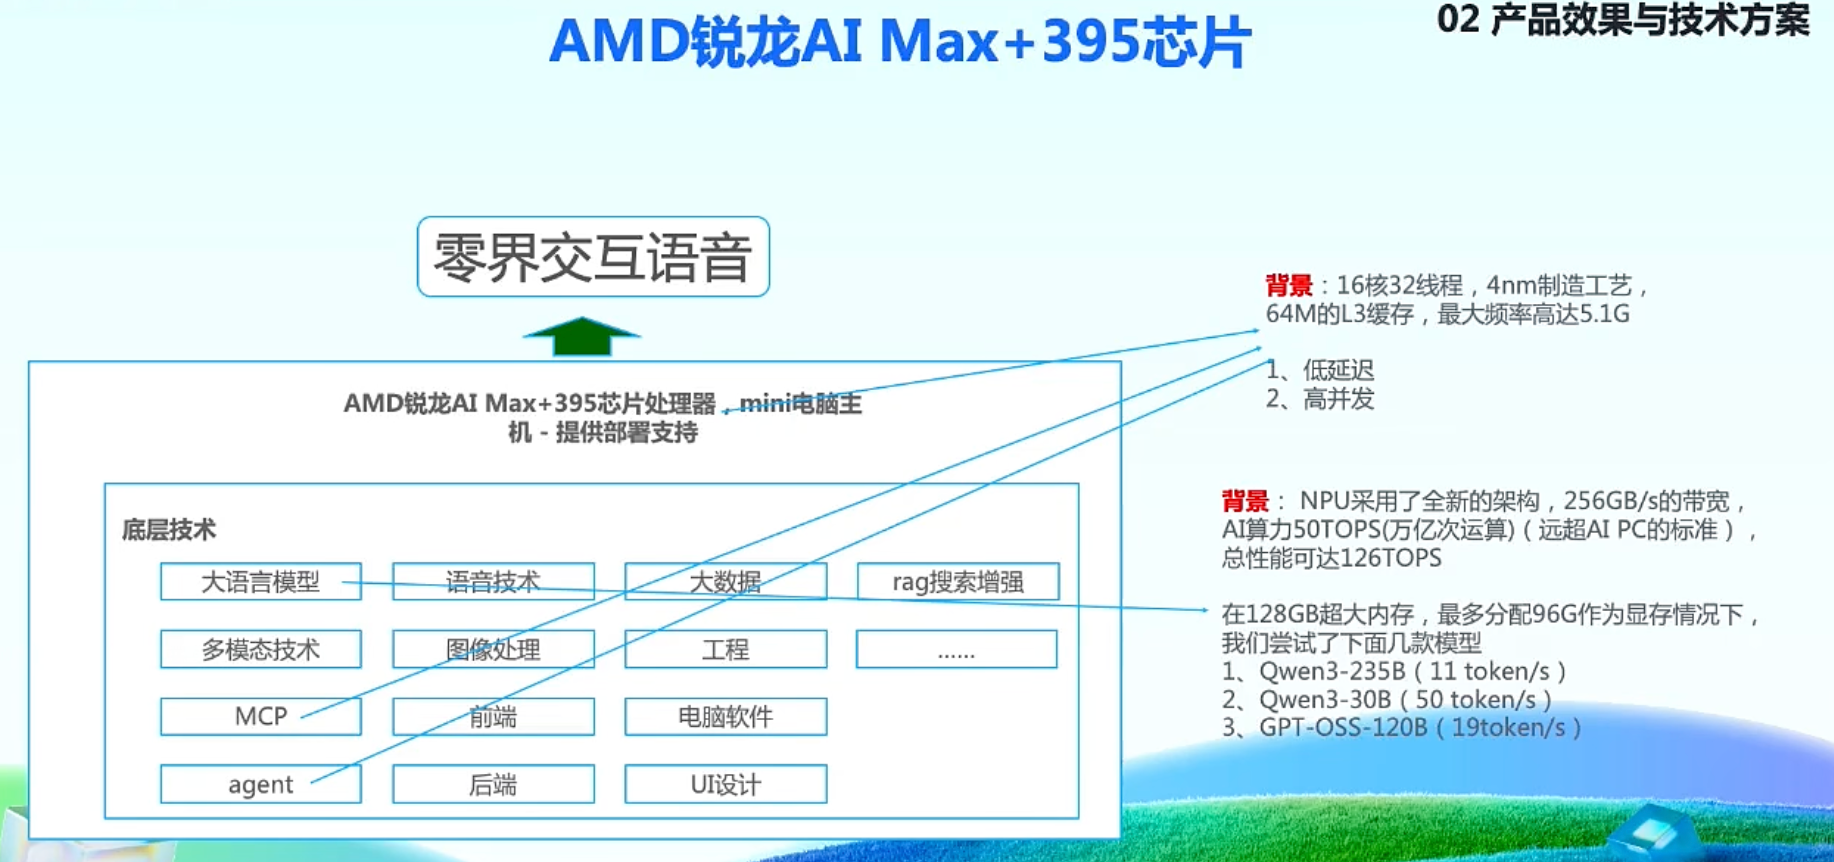 02 产品效果与技术方案
AMD锐龙AI Max+395芯片
零界交互语音
AMD锐龙AI Max+395芯片处理器，mini电脑主
机 - 提供部署支持
底层技术
大语言模型 语音技术 大数据 rag搜索增强
多模态技术 图像处理 工程 ……
MCP 前端 电脑软件
agent 后端 UI设计
背景：16核32线程，4nm制造工艺，
64M的L3缓存，最大频率高达5.1G
1、低延迟
2、高并发
背景： NPU采用了全新的架构，256GB/s的带宽，
AI算力50TOPS(万亿次运算)（远超AI PC的标准），
总性能可达126TOPS
在128GB超大内存，最多分配96G作为显存情况下，
我们尝试了下面几款模型
1、Qwen3-235B（11 token/s）
2、Qwen3-30B（50 token/s）
3、GPT-OSS-120B（19token/s）